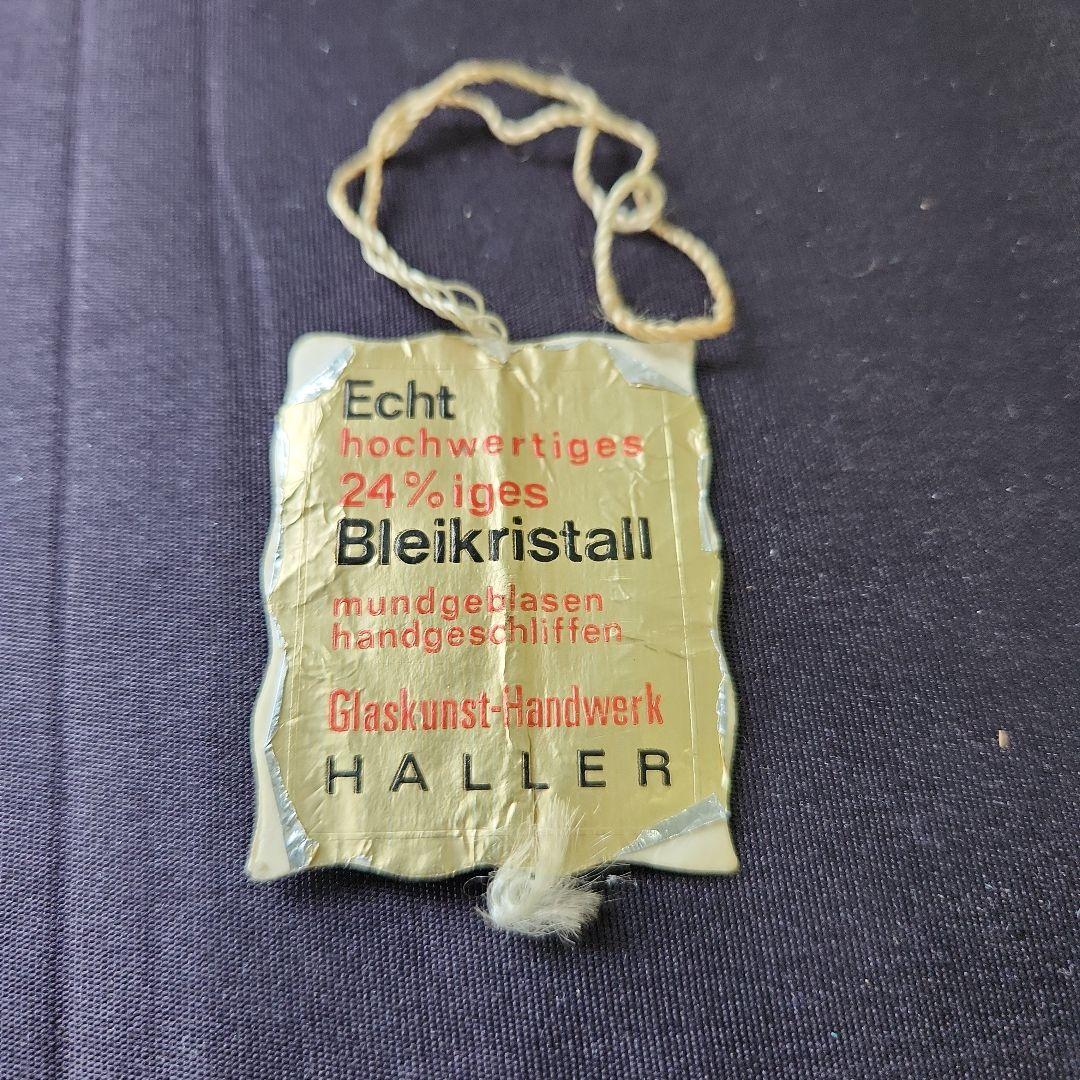 Echt
hochwertiges
24%iges
Bleikristall
mundgeblasen
handgeschliffen
Glaskunst-Handwerk
HALLER